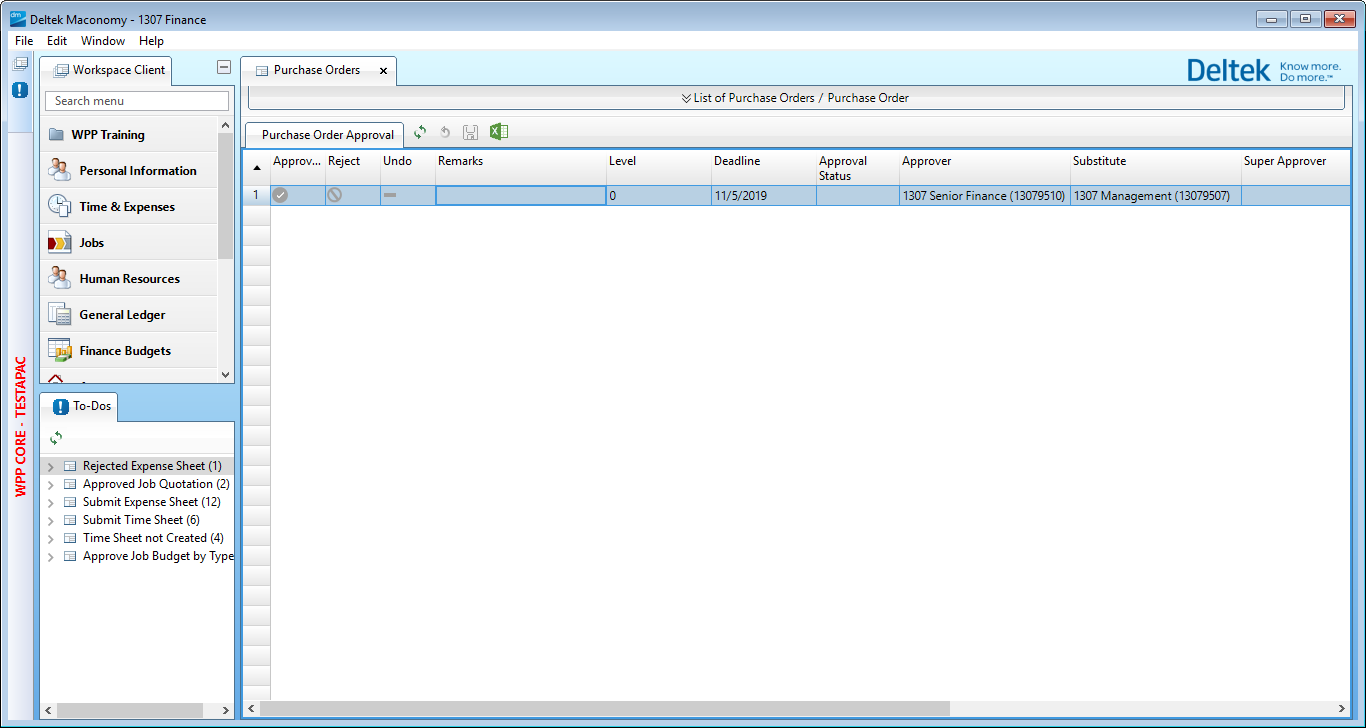 Deltek Maconomy - 1307 Finance
File Edit Window Help
Workspace Client
Search menu
WPP Training
Personal Information
Time & Expenses
Jobs
Human Resources
General Ledger
Finance Budgets
WPP CORE - TESTAPAC
To-Dos
Rejected Expense Sheet (1)
Approved Job Quotation (2)
Submit Expense Sheet (12)
Submit Time Sheet (6)
Time Sheet not Created (4)
Approve Job Budget by Type
Purchase Orders
Deltek Know more.
Do more.™
List of Purchase Orders / Purchase Order
Purchase Order Approval
Approv... Reject Undo Remarks Level Deadline Approval Approver Substitute Super Approver
Status
1 0 11/5/2019 1307 Senior Finance (13079510) 1307 Management (13079507)